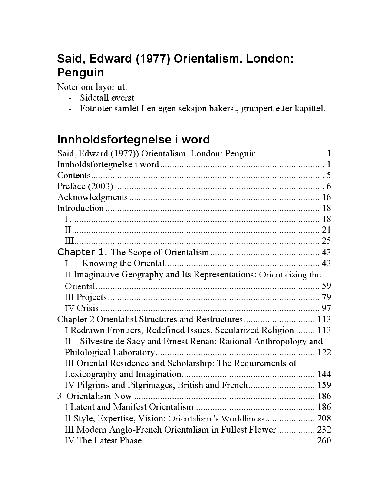 Said, Edward (1977) Orientalism. London:
Penguin
Noter om layout:
- Sidetall øverst
- Fotnoter samlet i en egen seksjon bakerst, gruppert etter kapittel.
Innholdsfortegnelse i word
Said, Edward (1977) Orientalism. London: Penguin 1
Innholdsfortegnelse i word 1
Contents 5
Preface (2003) 6
Acknowledgments 16
Introduction 18
I 18
II 21
III 25
Chapter 1. The Scope of Orientalism 43
I Knowing the Oriental 43
II Imaginative Geography and Its Representations: Orientalizing the
Oriental 59
III Projects 79
IV Crisis 97
Chapter 2 Orientalist Structures and Restructures 113
I Redrawn Frontiers, Redefined Issues, Secularized Religion 113
II Silvestre de Sacy and Ernest Renan: Rational Anthropology and
Philological Laboratory 122
III Oriental Residence and Scholarship: The Requirements of
Lexicography and Imagination 144
IV Pilgrims and Pilgrimages, British and French 159
3 Orientalism Now 186
I Latent and Manifest Orientalism 186
II Style, Expertise, Vision: Orientalism's Worldliness 208
III Modern Anglo-French Orientalism in Fullest Flower 232
IV The Latest Phase 260